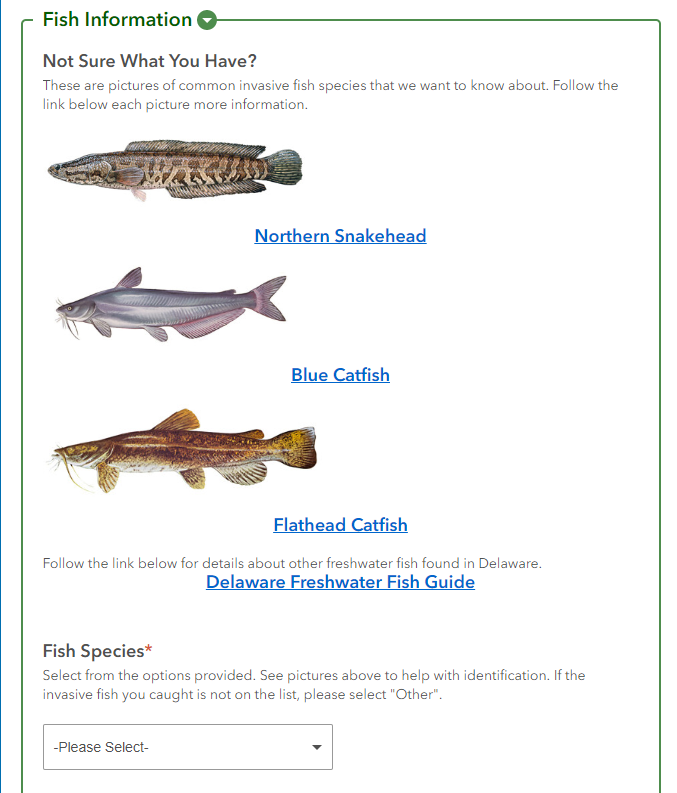 Fish Information
Not Sure What You Have?
These are pictures of common invasive fish species that we want to know about. Follow the
link below each picture more information.
Northern Snakehead
Blue Catfish
Flathead Catfish
Follow the link below for details about other freshwater fish found in Delaware.
Delaware Freshwater Fish Guide
Fish Species*
Select from the options provided. See pictures above to help with identification. If the
invasive fish you caught is not on the list, please select "Other".
-Please Select-